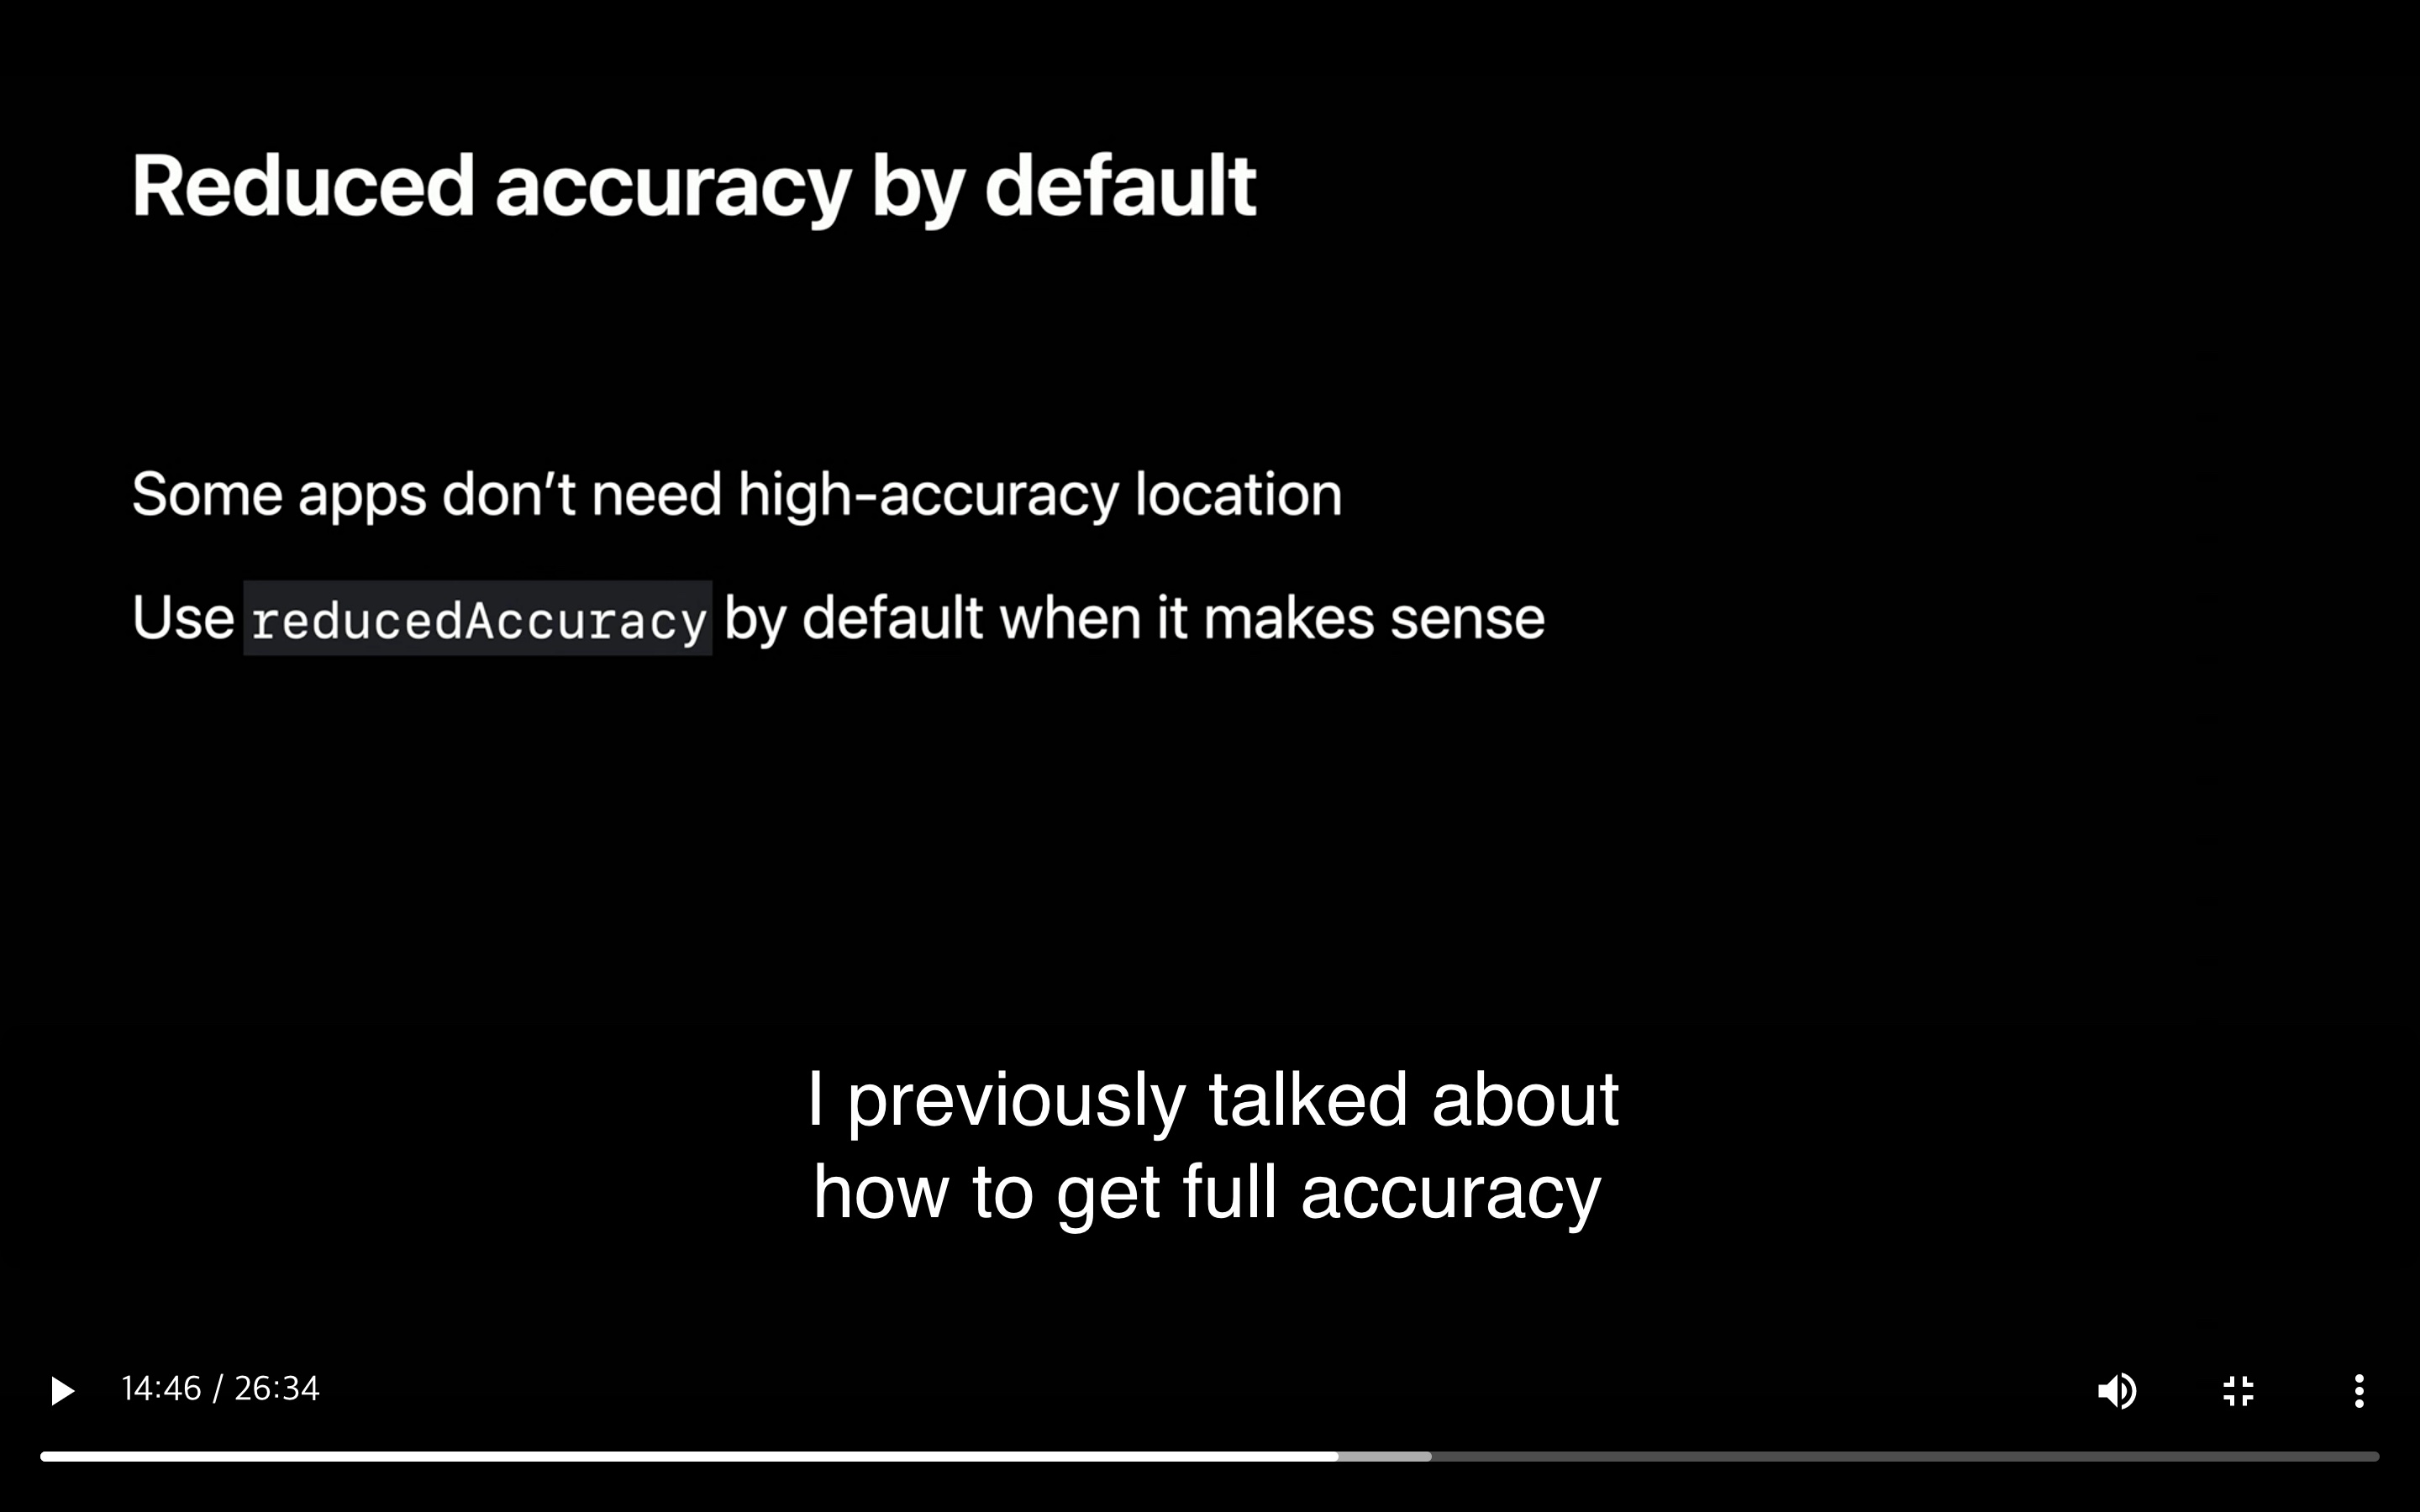 Reduced accuracy by default
Some apps don’t need high-accuracy location
Use reducedAccuracy by default when it makes sense
I previously talked about
how to get full accuracy
14:46 / 26:34